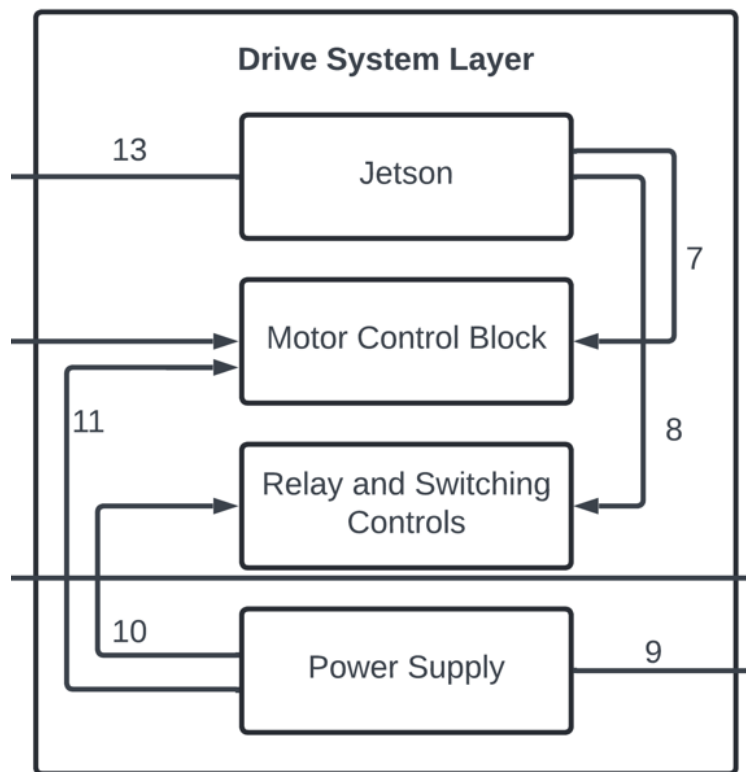 Drive System Layer
13
Jetson
7
Motor Control Block
11
8
Relay and Switching
Controls
10
Power Supply
9